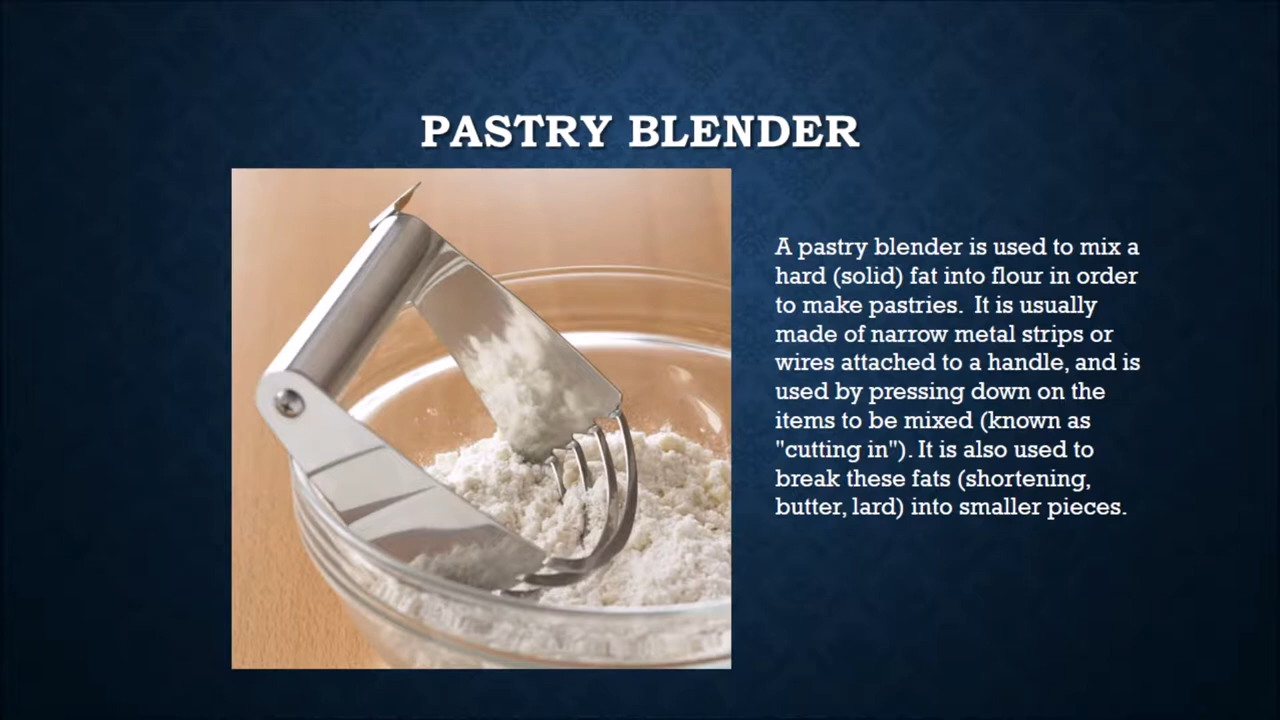 PASTRY BLENDER
A pastry blender is used to mix a
hard (solid) fat into flour in order
to make pastries.  It is usually
made of narrow metal strips or
wires attached to a handle, and is
used by pressing down on the
items to be mixed (known as
"cutting in"). It is also used to
break these fats (shortening,
butter, lard) into smaller pieces.